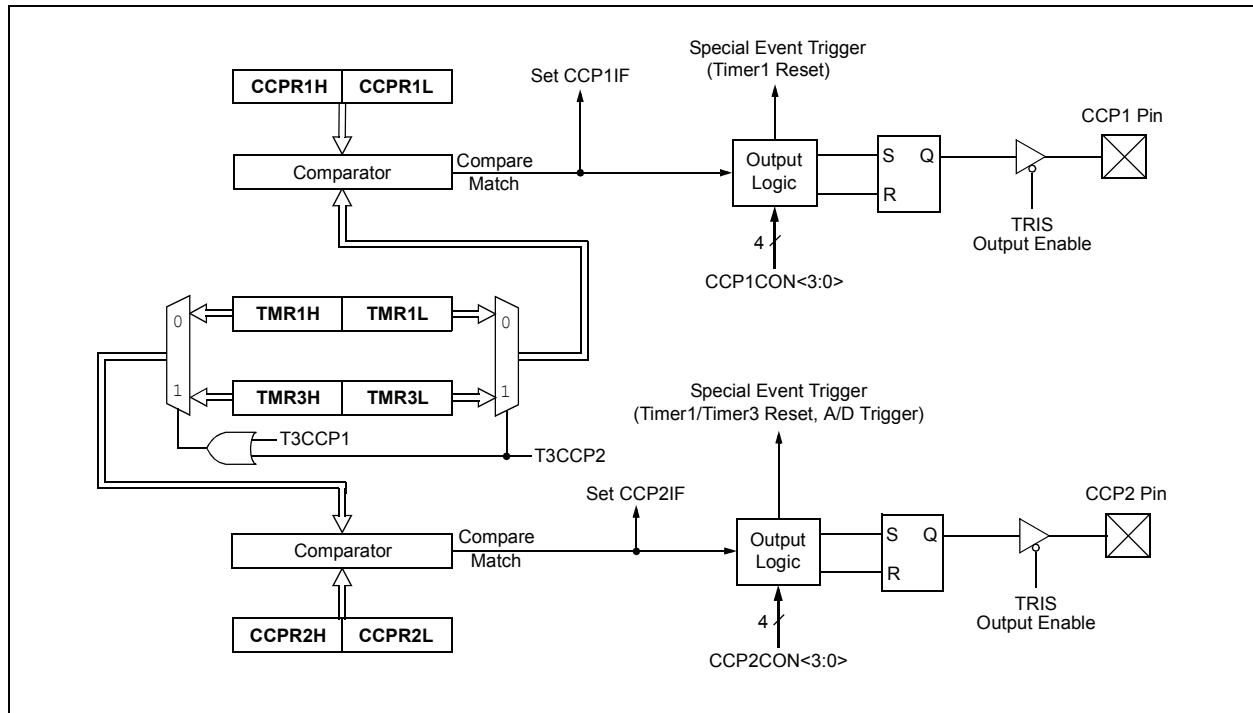 Special Event Trigger
(Timer1 Reset)
Set CCP1IF
CCPR1H CCPR1L
CCP1 Pin
Comparator
Compare
Match
Output
Logic
S Q
R
TRIS
Output Enable
4
CCP1CON<3:0>
0 TMR1H TMR1L 0
1 TMR3H TMR3L 1
T3CCP1
T3CCP2
Special Event Trigger
(Timer1/Timer3 Reset, A/D Trigger)
Set CCP2IF
CCP2 Pin
Comparator
Compare
Match
Output
Logic
S Q
R
TRIS
Output Enable
4
CCPR2H CCPR2L
CCP2CON<3:0>